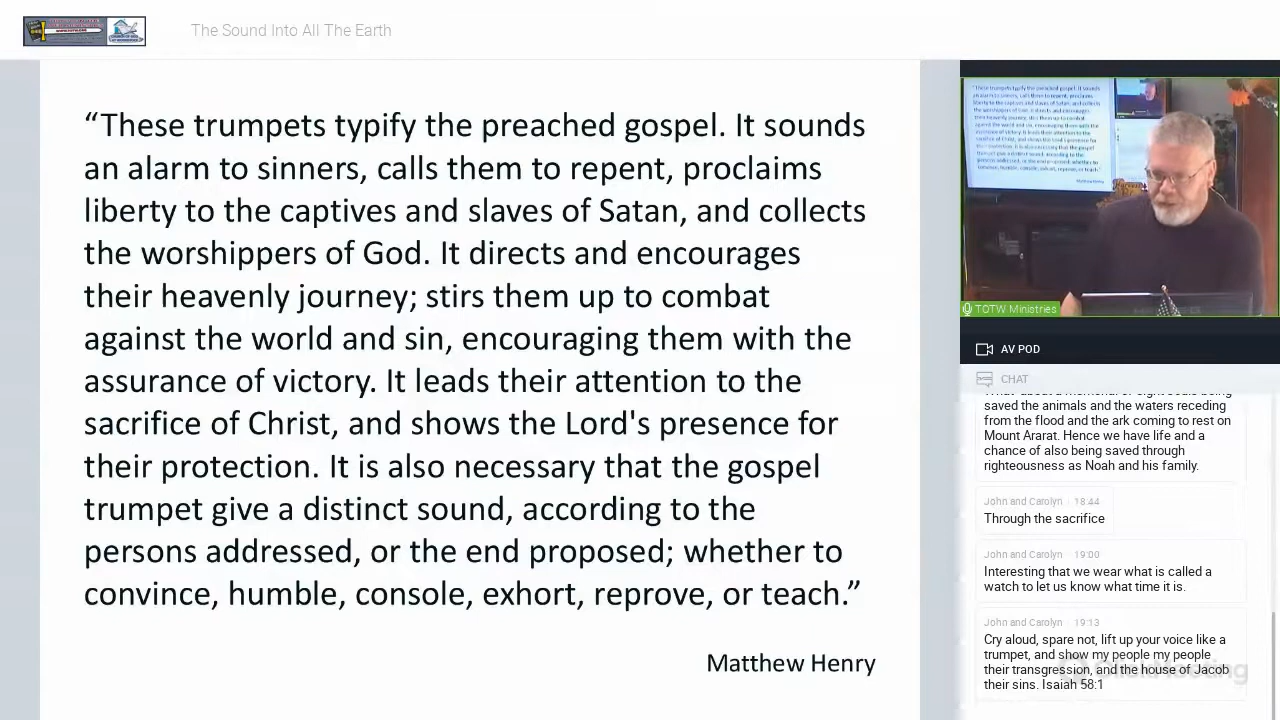 The Sound Into All The Earth
“These trumpets typify the preached gospel. It sounds
an alarm to sinners, calls them to repent, proclaims
liberty to the captives and slaves of Satan, and collects
the worshippers of God. It directs and encourages
their heavenly journey; stirs them up to combat
against the world and sin, encouraging them with the
assurance of victory. It leads their attention to the
sacrifice of Christ, and shows the Lord's presence for
their protection. It is also necessary that the gospel
trumpet give a distinct sound, according to the
persons addressed, or the end proposed; whether to
convince, humble, console, exhort, reprove, or teach.”
Matthew Henry
TOTW Ministries
AV POD
CHAT
saved the animals and the waters receding
from the flood and the ark coming to rest on
Mount Ararat. Hence we have life and a
chance of also being saved through
righteousness as Noah and his family.
John and Carolyn 18:44
Through the sacrifice
John and Carolyn 19:00
Interesting that we wear what is called a
watch to let us know what time it is.
John and Carolyn 19:13
Cry aloud, spare not, lift up your voice like a
trumpet, and show my people my people
their transgression, and the house of Jacob
their sins. Isaiah 58:1